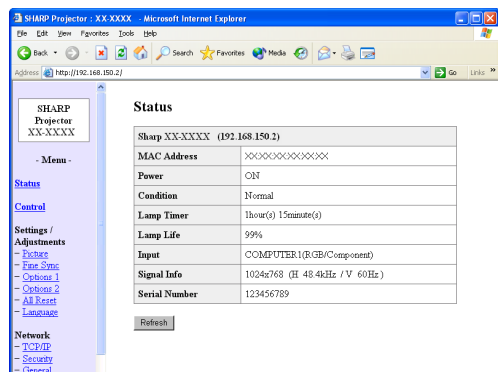 SHARP Projector : XX-XXXX - Microsoft Internet Explorer
File Edit View Favorites Tools Help
Back Search Favorites Media
Address http://192.168.150.2/ Go Links »
SHARP
Projector
XX-XXXX
- Menu -
Status
Control
Settings /
Adjustments
– Picture
– Fine Sync
– Options 1
– Options 2
– All Reset
– Language
Network
– TCP/IP
– Security
– General
Status
Sharp XX-XXXX (192.168.150.2)
MAC Address XXXXXXXXXXXX
Power ON
Condition Normal
Lamp Timer 1hour(s) 15minute(s)
Lamp Life 99%
Input COMPUTER1(RGB/Component)
Signal Info 1024x768 (H 48.4kHz / V 60Hz )
Serial Number 123456789
Refresh